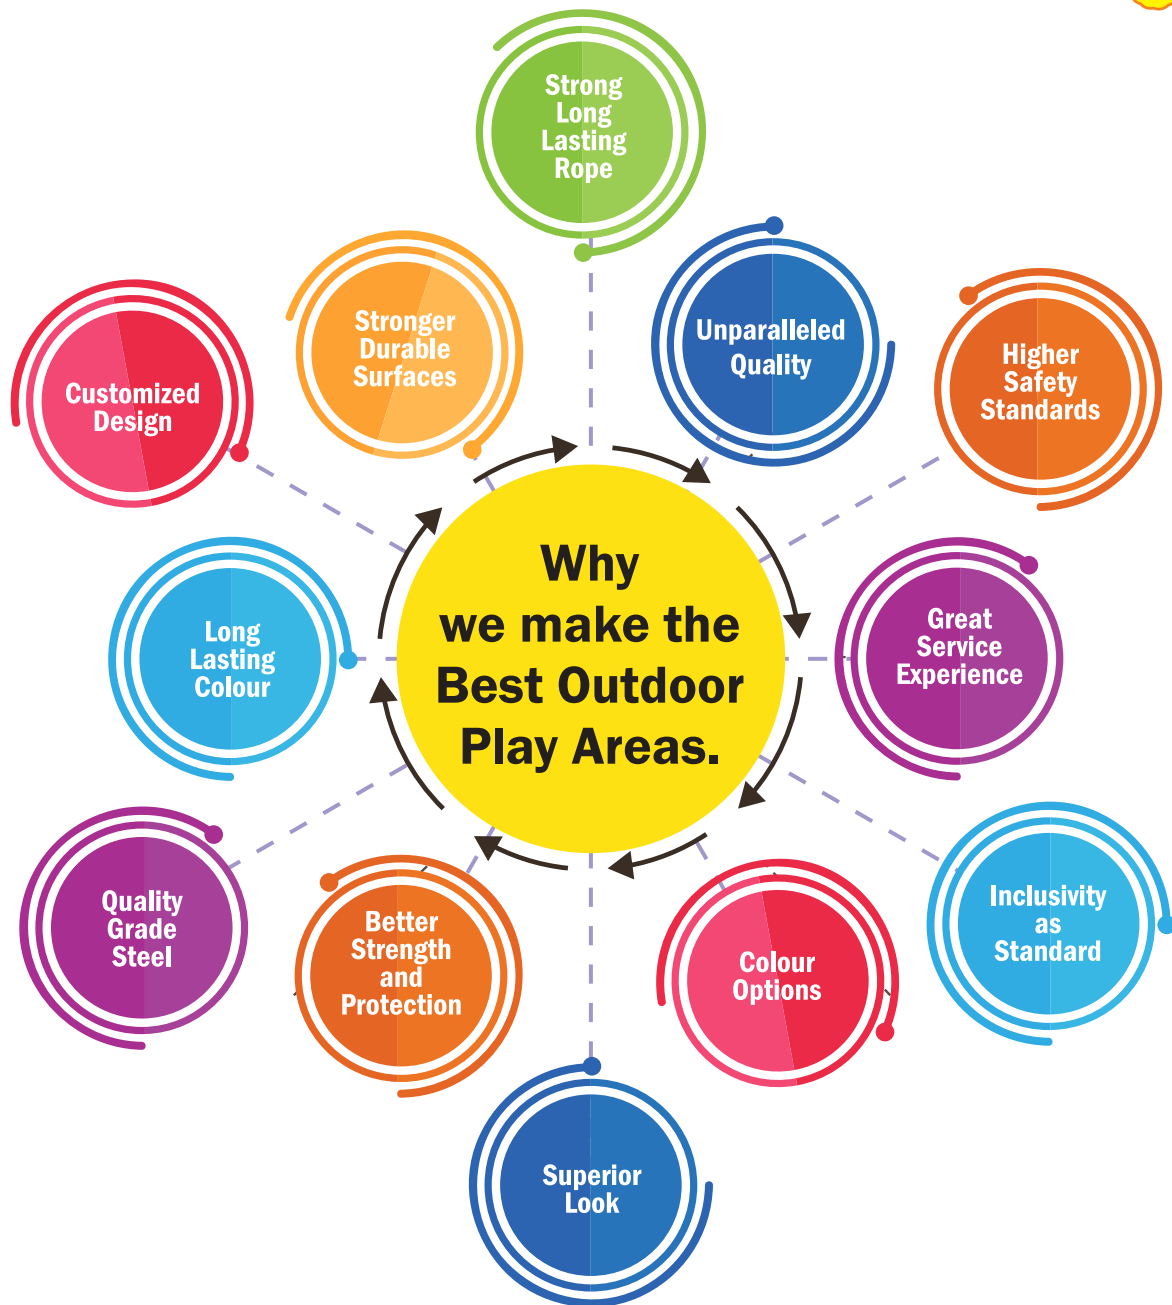 Strong
Long
Lasting
Rope
Unparalleled
Quality
Higher
Safety
Standards
Great
Service
Experience
Inclusivity
as
Standard
Colour
Options
Superior
Look
Better
Strength
and
Protection
Quality
Grade
Steel
Long
Lasting
Colour
Customized
Design
Stronger
Durable
Surfaces
Why
we make the
Best Outdoor
Play Areas.